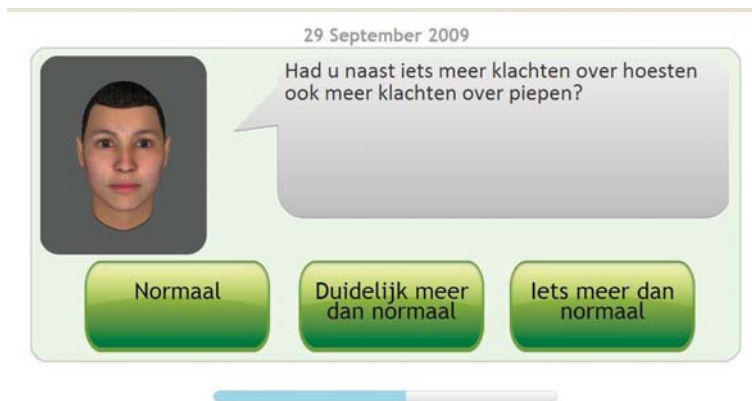 29 September 2009
Had u naast iets meer klachten over hoesten
ook meer klachten over piepen?
Normaal
Duidelijk meer
dan normaal
Iets meer dan
normaal